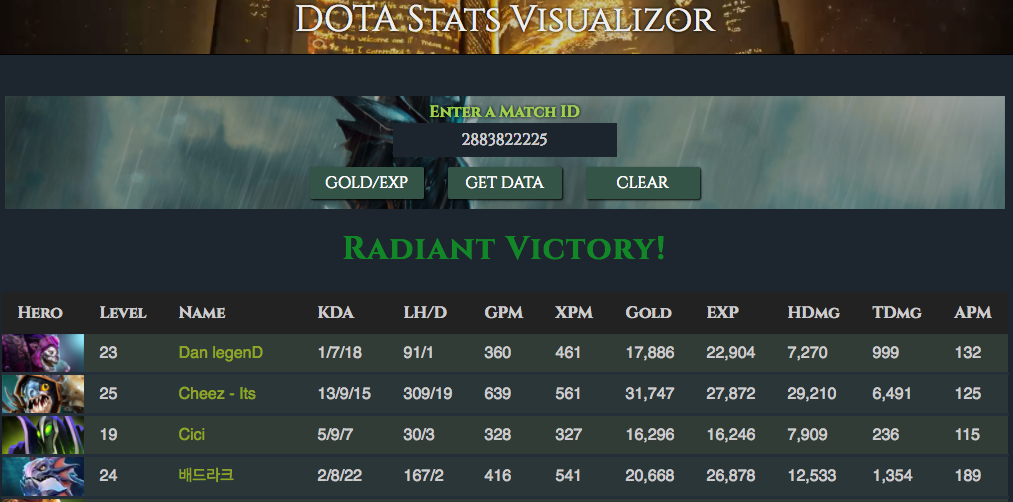 DOTA Stats Visualizor
Enter a Match ID
2883822225
GOLD/EXP GET DATA CLEAR
Radiant Victory!
Hero Level Name KDA LH/D GPM XPM Gold EXP HDmg TDmg APM
23 Dan legenD 1/7/18 91/1 360 461 17,886 22,904 7,270 999 132
25 Cheez - Its 13/9/15 309/19 639 561 31,747 27,872 29,210 6,491 125
19 Cici 5/9/7 30/3 328 327 16,296 16,246 7,909 236 115
24 배드라크 2/8/22 167/2 416 541 20,668 26,878 12,533 1,354 189